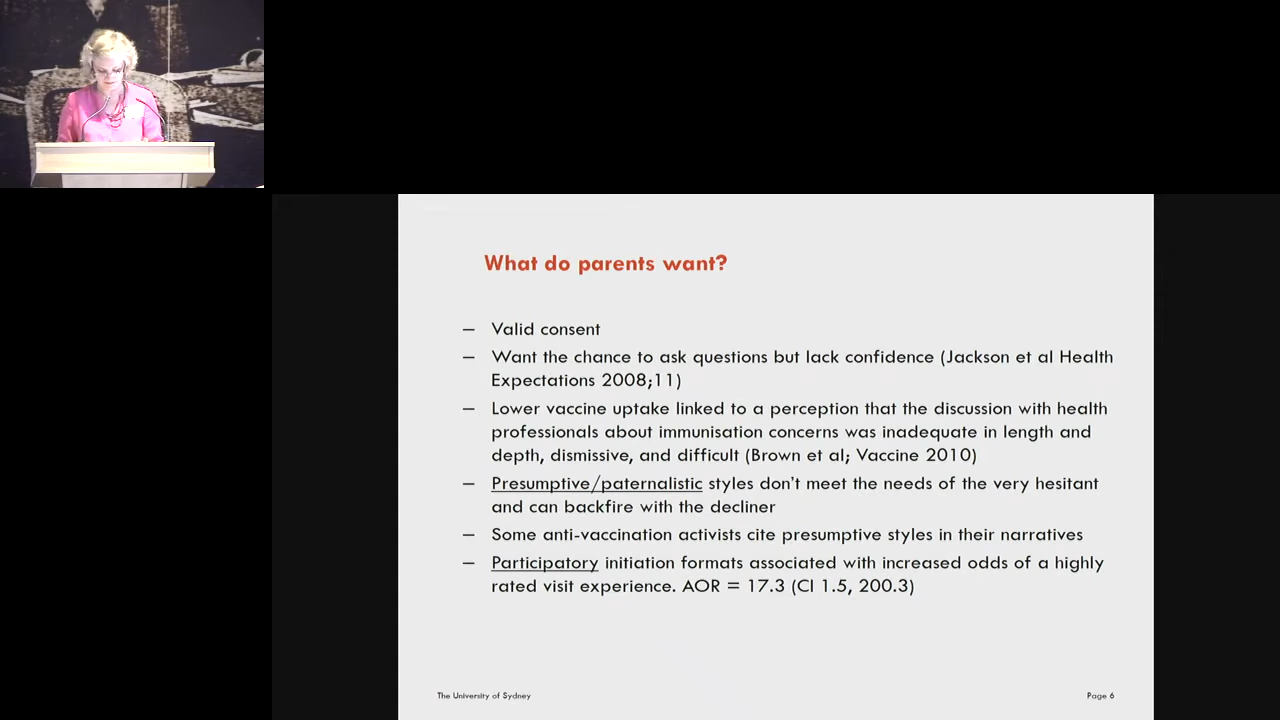 What do parents want?
– Valid consent
– Want the chance to ask questions but lack confidence (Jackson et al Health
Expectations 2008;11)
– Lower vaccine uptake linked to a perception that the discussion with health
professionals about immunisation concerns was inadequate in length and
depth, dismissive, and difficult (Brown et al; Vaccine 2010)
– Presumptive/paternalistic styles don't meet the needs of the very hesitant
and can backfire with the decliner
– Some anti-vaccination activists cite presumptive styles in their narratives
– Participatory initiation formats associated with increased odds of a highly
rated visit experience. AOR = 17.3 (CI 1.5, 200.3)
The University of Sydney
Page 6